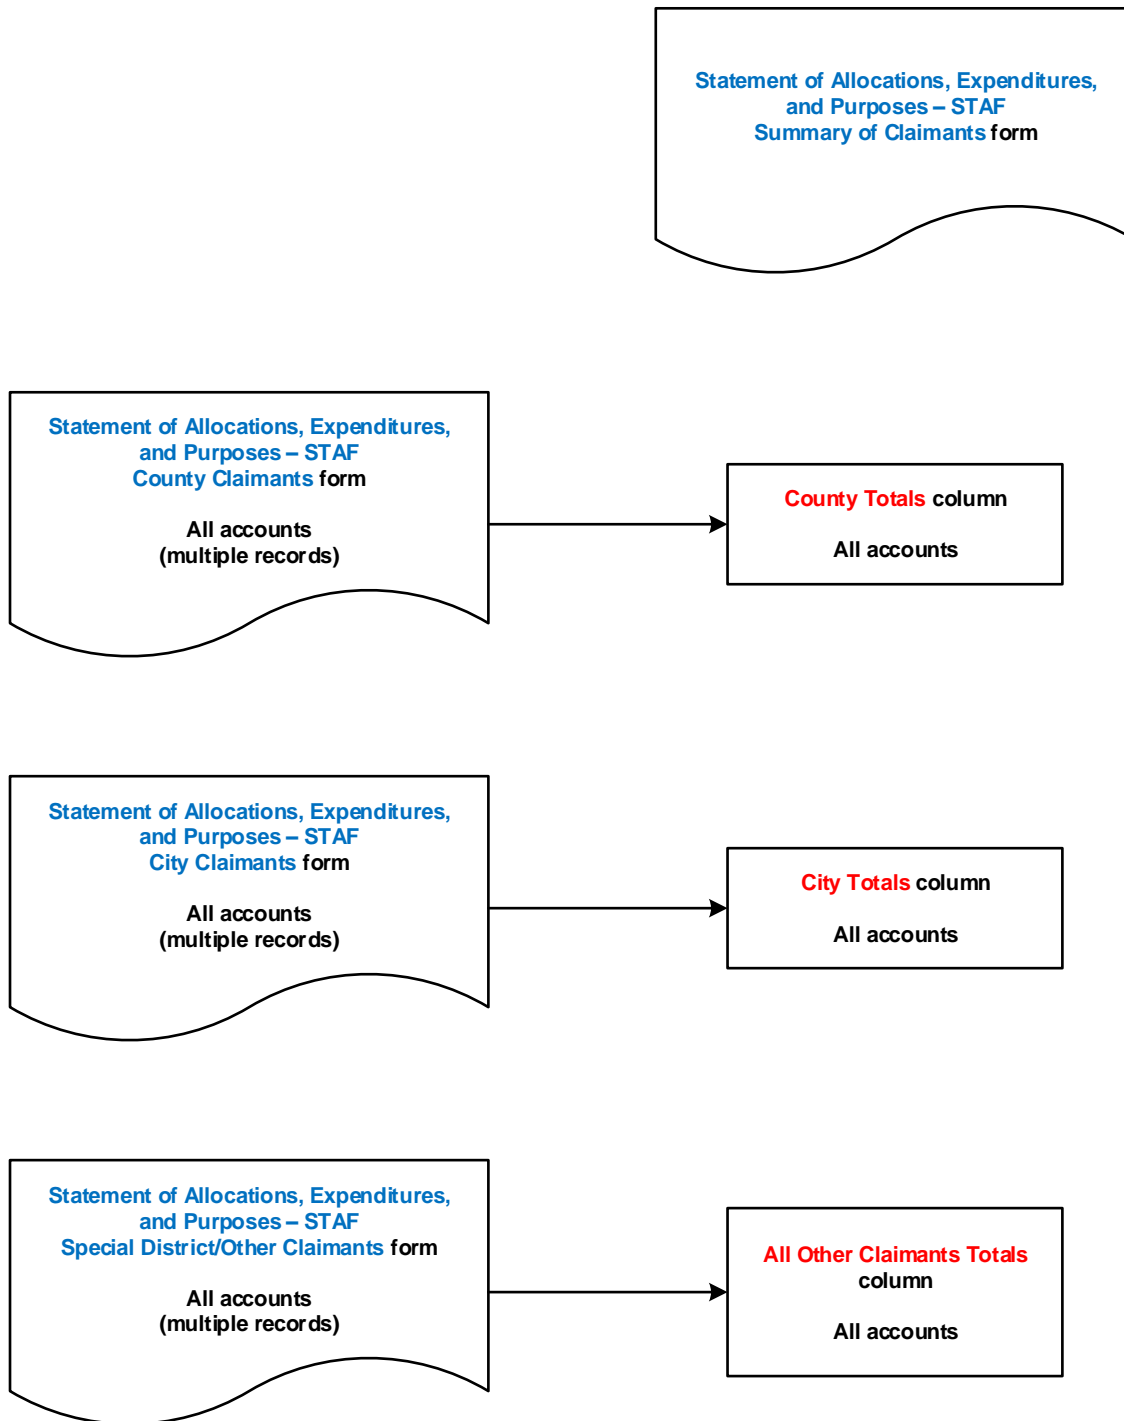 Statement of Allocations, Expenditures,
and Purposes – STAF
Summary of Claimants form
Statement of Allocations, Expenditures,
and Purposes – STAF
County Claimants form
All accounts
(multiple records)
County Totals column
All accounts
Statement of Allocations, Expenditures,
and Purposes – STAF
City Claimants form
All accounts
(multiple records)
City Totals column
All accounts
Statement of Allocations, Expenditures,
and Purposes – STAF
Special District/Other Claimants form
All accounts
(multiple records)
All Other Claimants Totals
column
All accounts